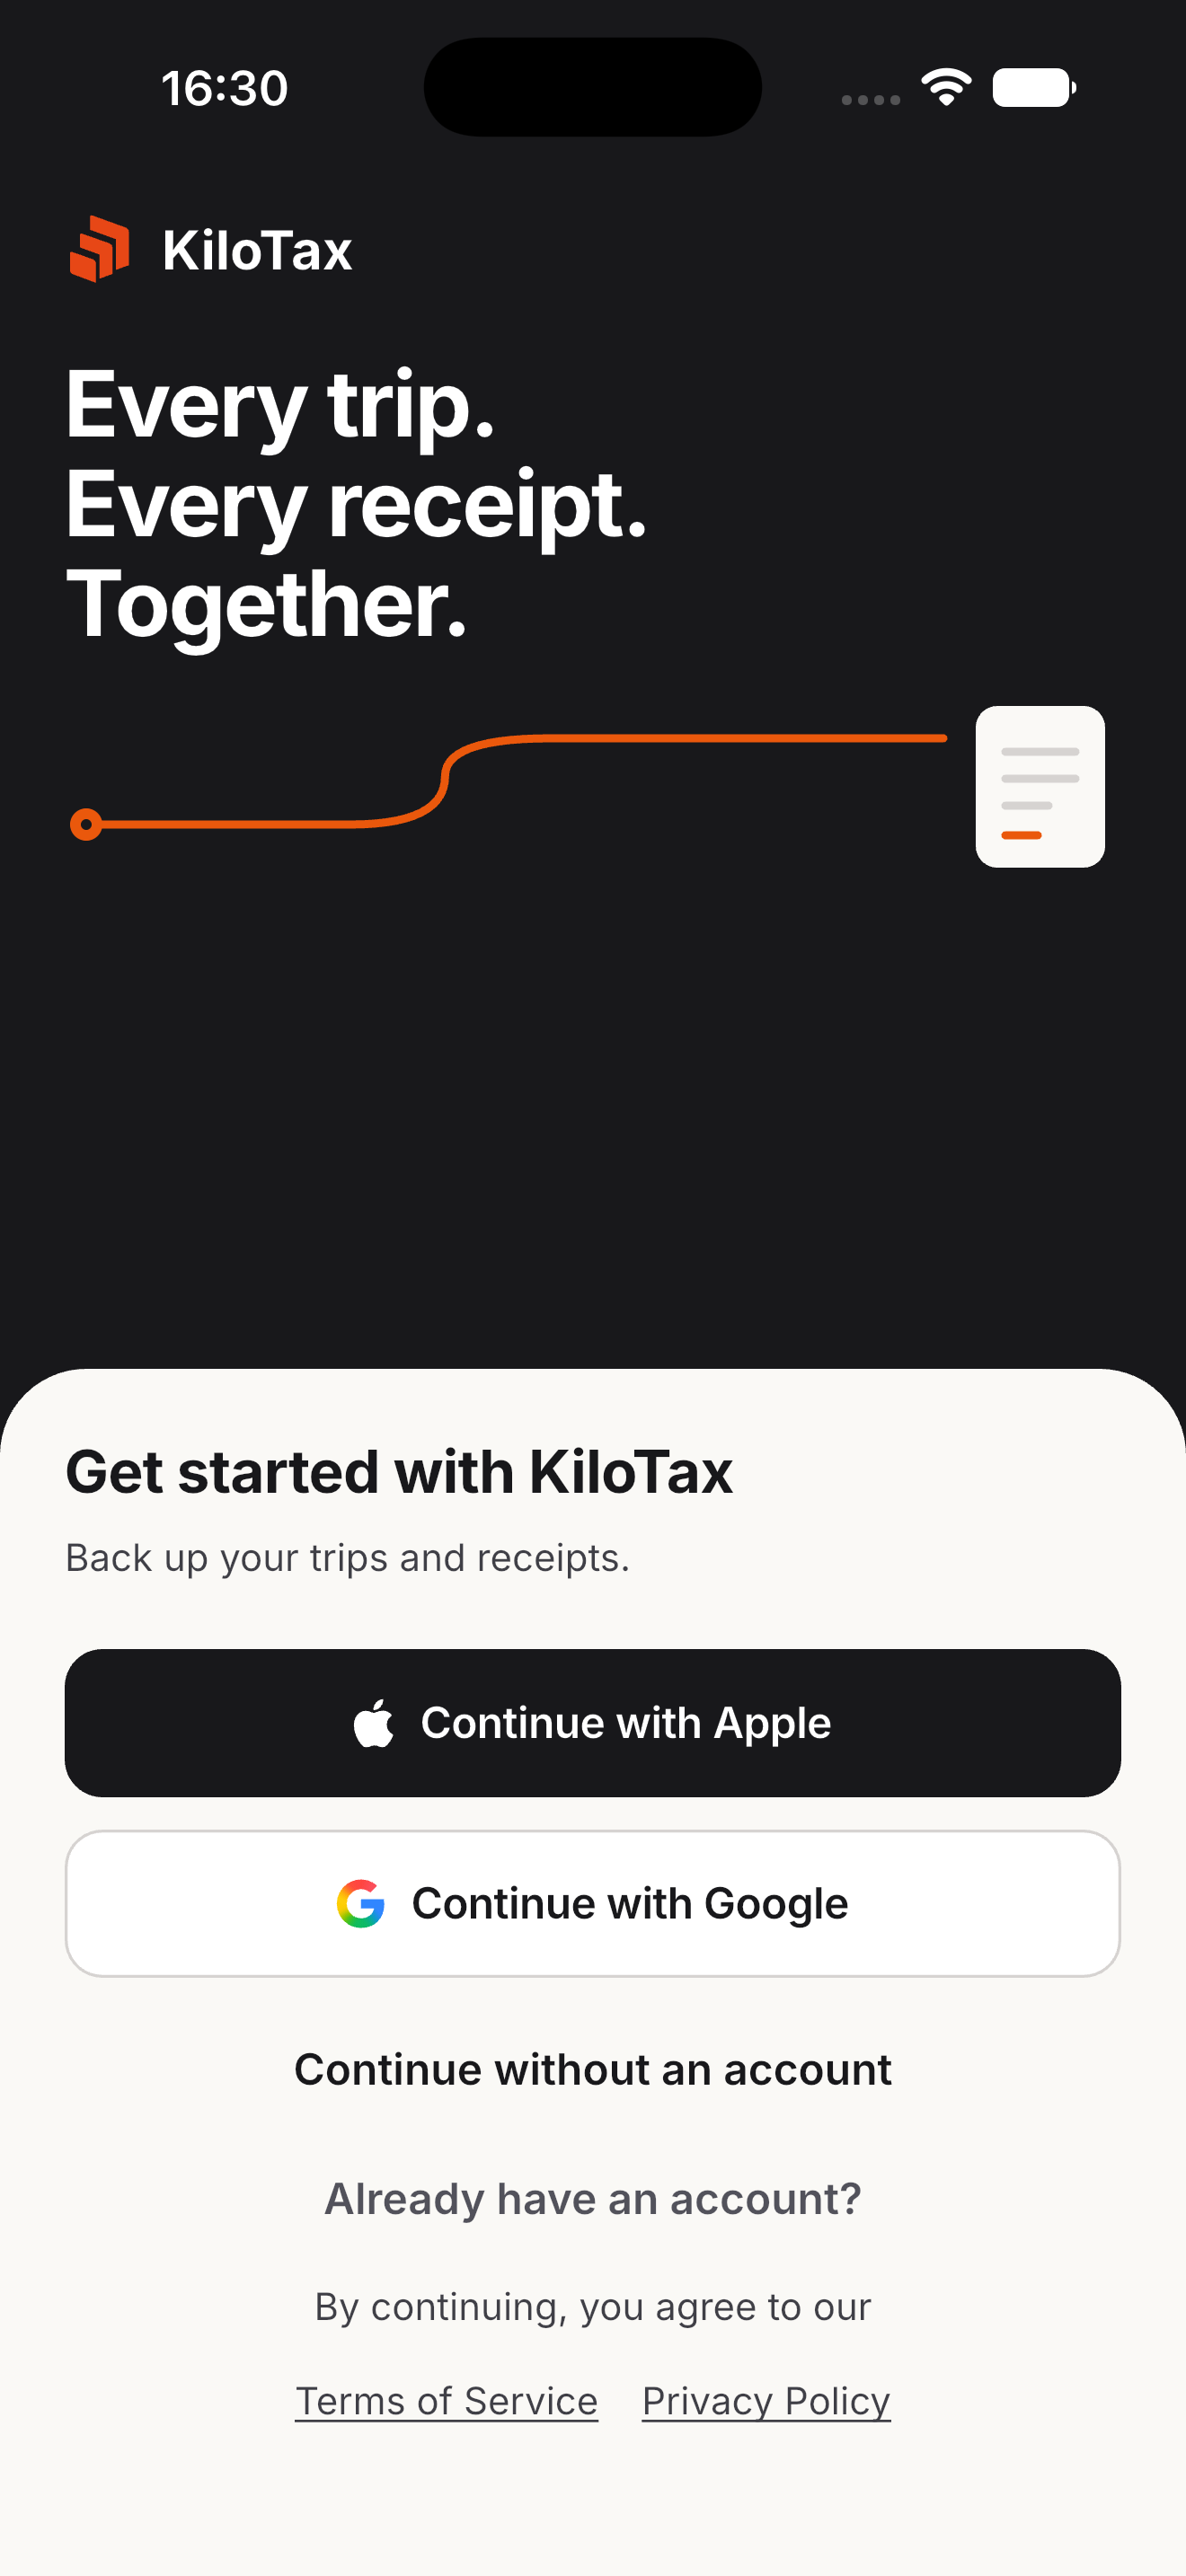 16:30
KiloTax
Every trip.
Every receipt.
Together.
Get started with KiloTax
Back up your trips and receipts.
Continue with Apple
Continue with Google
Continue without an account
Already have an account?
By continuing, you agree to our
Terms of Service Privacy Policy